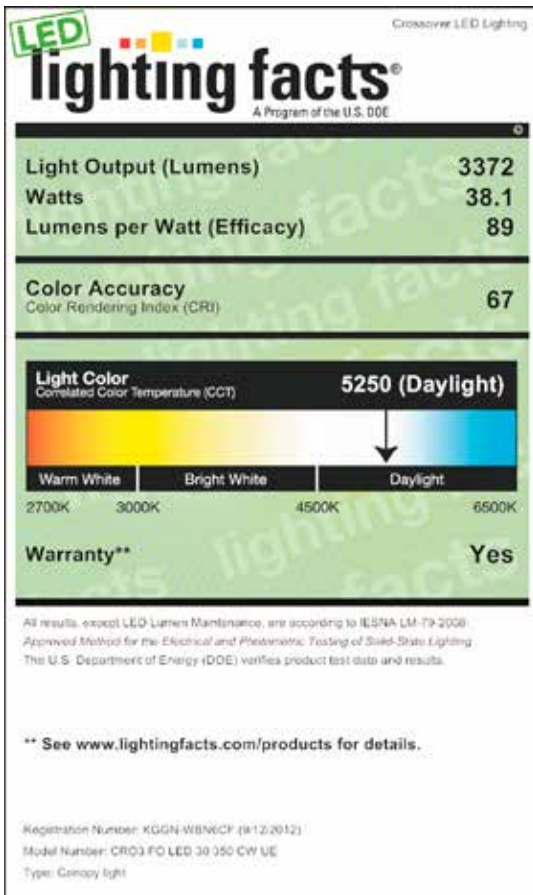 Crossover LED Lighting
LED
lighting facts®
A Program of the U.S. DOE
Light Output (Lumens) 3372
Watts 38.1
Lumens per Watt (Efficacy) 89
Color Accuracy
Color Rendering Index (CRI) 67
Light Color
Correlated Color Temperature (CCT) 5250 (Daylight)
Warm White Bright White Daylight
2700K 3000K 4500K 6500K
Warranty** Yes
All results, except LED Lumen Maintenance, are according to IESNA LM-79-2008:
Approved Method for the Electrical and Photometric Testing of Solid-State Lighting.
The U.S. Department of Energy (DOE) verifies product test data and results.
** See www.lightingfacts.com/products for details.
Registration Number: KGGN-WBN6CF (9/12/2012)
Model Number: CRO3 FO LED 30 350 CW UE
Type: Canopy light